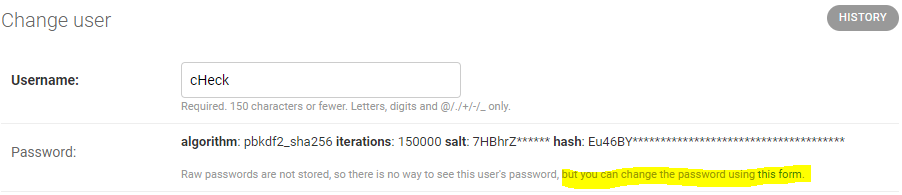 Change user
HISTORY
Username:
cHeck
Required. 150 characters or fewer. Letters, digits and @/./+/-/_ only.
Password:
algorithm: pbkdf2_sha256 iterations: 150000 salt: 7HBhrZ****** hash: Eu46BY**************************************
Raw passwords are not stored, so there is no way to see this user's password, but you can change the password using this form.